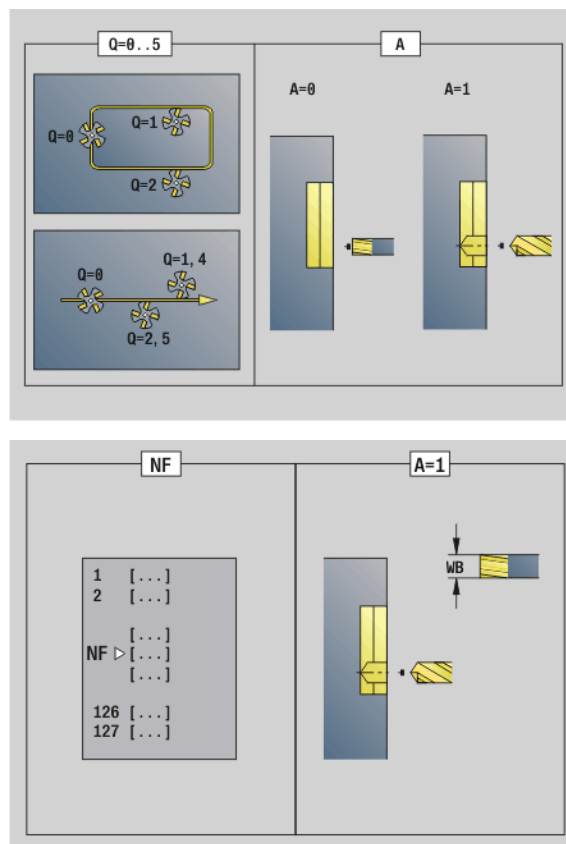 Q=0..5
A
Q=0
Q=1
Q=2
Q=0
Q=1,4
Q=2,5
A=0
A=1
NF
A=1
1 [...]
2 [...]
[...]
NF [...]
[...]
126 [...]
127 [...]
WB